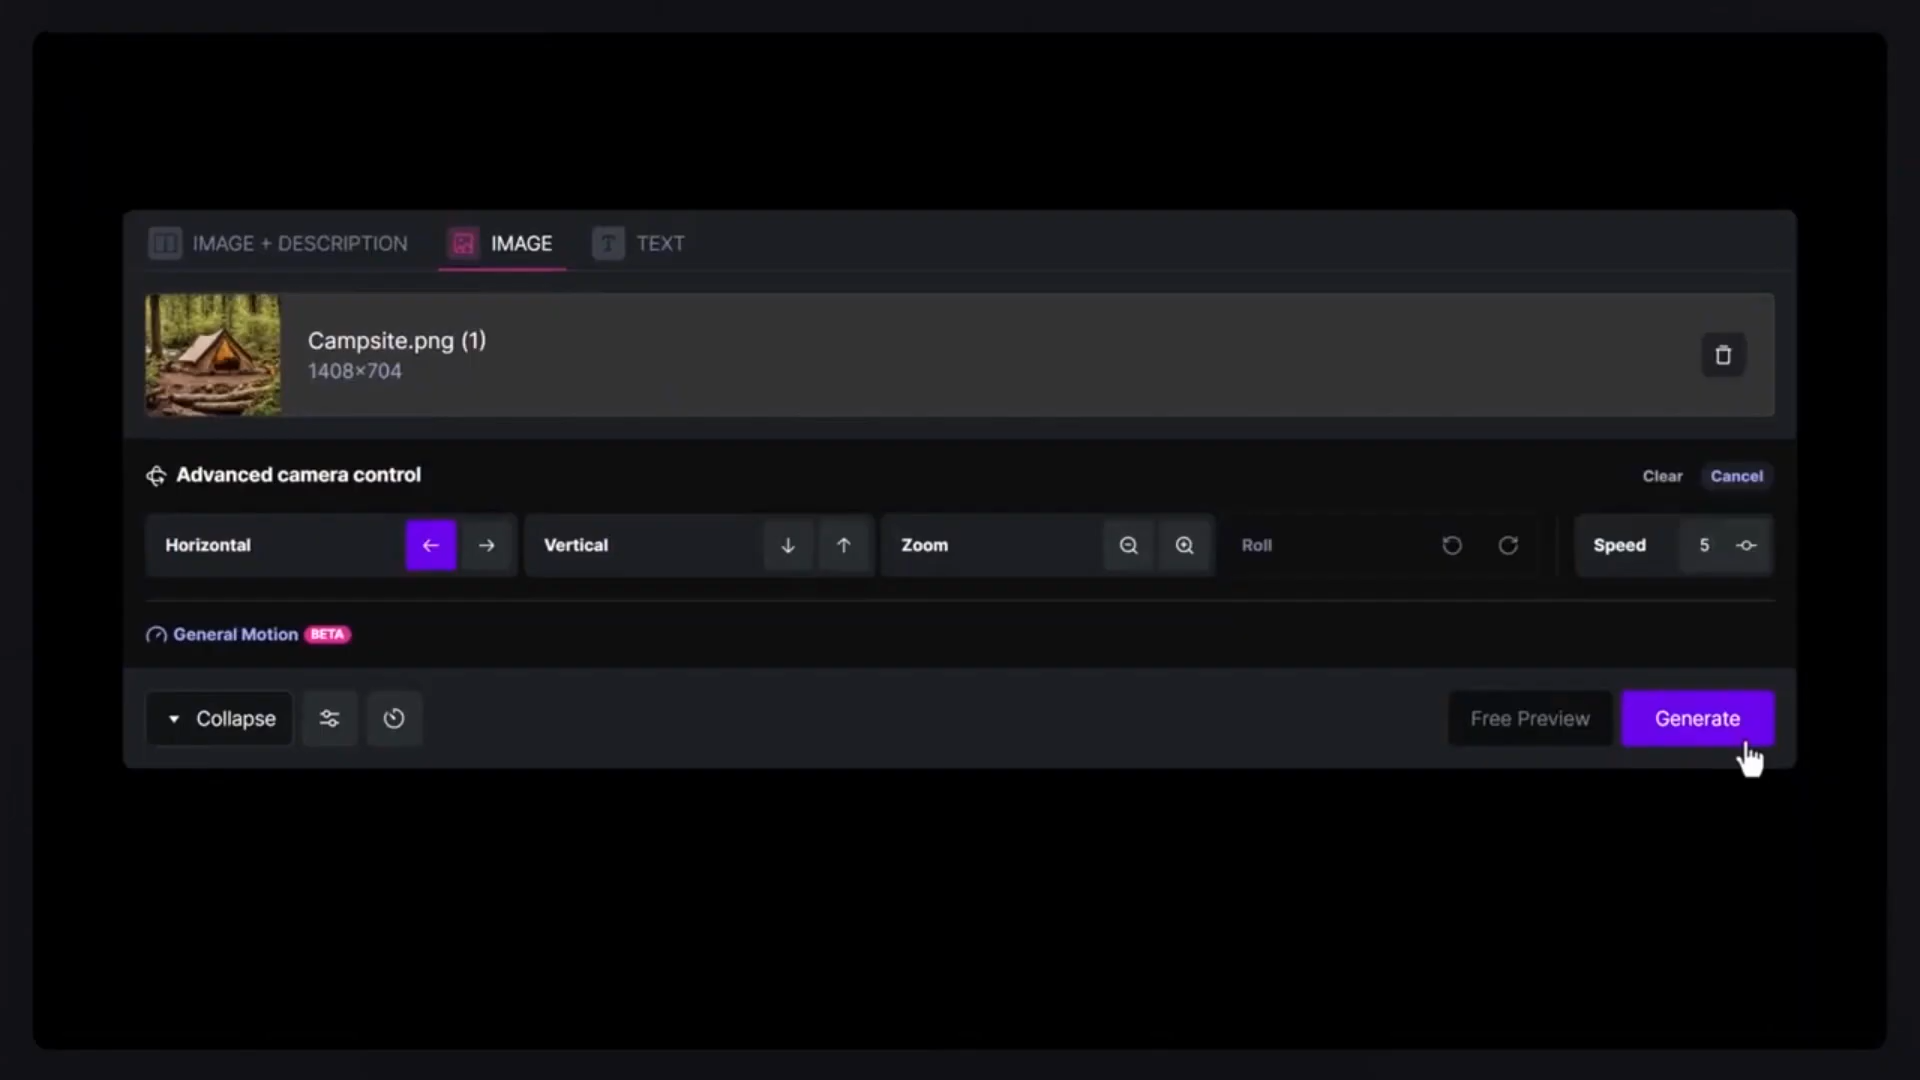 IMAGE + DESCRIPTION IMAGE TEXT
Campsite.png (1)
1408×704
Advanced camera control Clear Cancel
Horizontal Vertical Zoom Roll Speed 5
General Motion BETA
Collapse Free Preview Generate